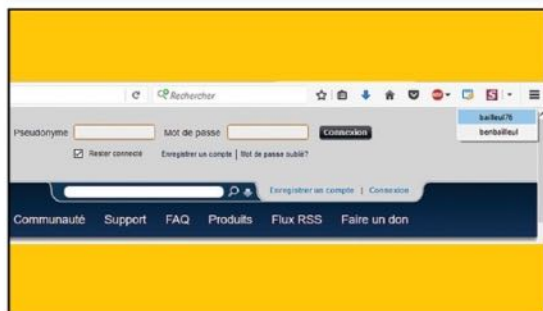 Rechercher
bailleul76
benbailleul
Pseudonyme Mot de passe Connexion
Rester connecté Enregistrer un compte | Mot de passe oublié?
Enregistrer un compte | Connexion
Communauté Support FAQ Produits Flux RSS Faire un don